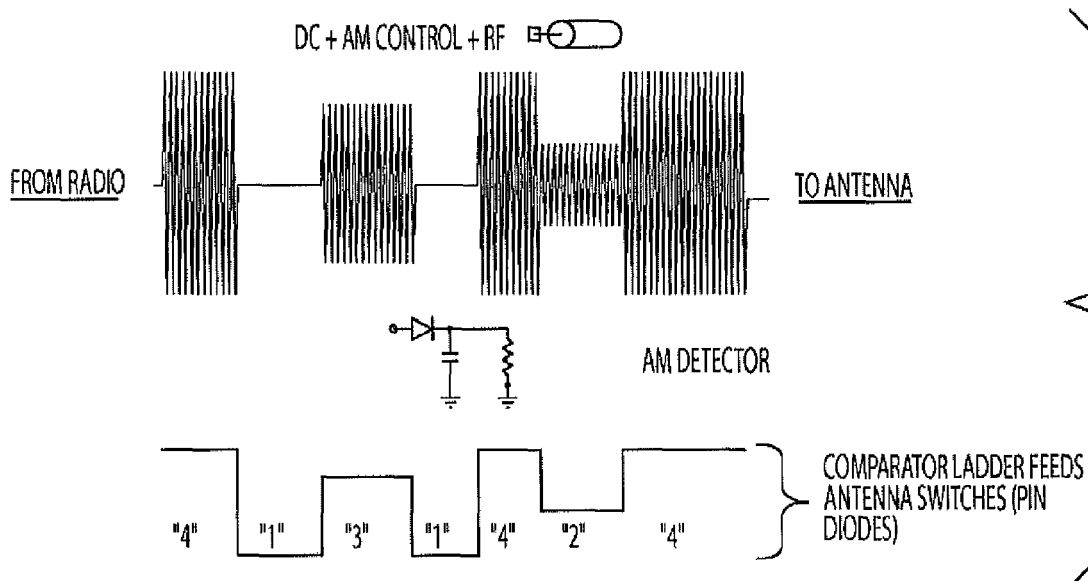 DC + AM CONTROL + RF
FROM RADIO
TO ANTENNA
AM DETECTOR
"4" "1" "3" "1" "4" "2" "4"
COMPARATOR LADDER FEEDS
ANTENNA SWITCHES (PIN
DIODES)